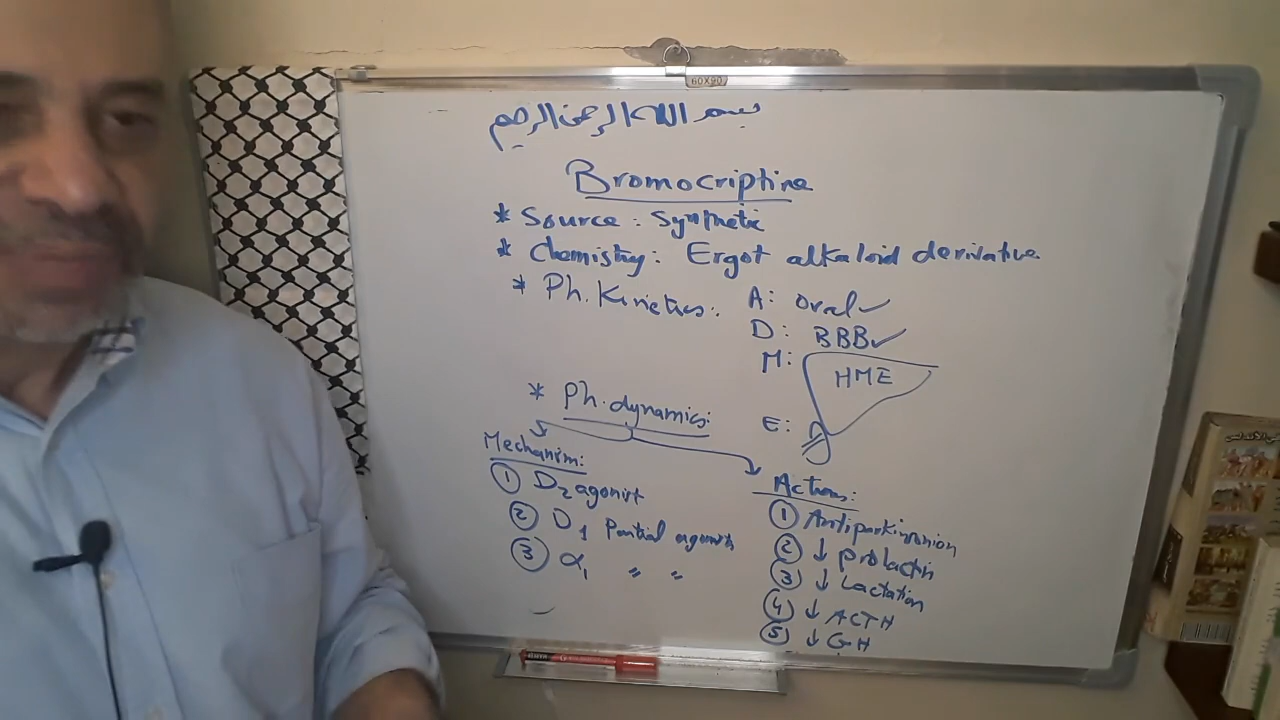 60X90
بسم الله الرحمن الرحيم
Bromocriptine
* Source: Synthetic
* Chemistry: Ergot alkaloid derivative
* Ph. Kinetics: A: oral ✓
D: BBB ✓
M: HME
E:
* Ph. dynamics:
Mechanism:
① D2 agonist
② D1 Partial agonist
③ α1 " "
Actions:
① Antiparkinsonian
② ↓ Prolactin
③ ↓ Lactation
④ ↓ ACTH
⑤ ↓ GH